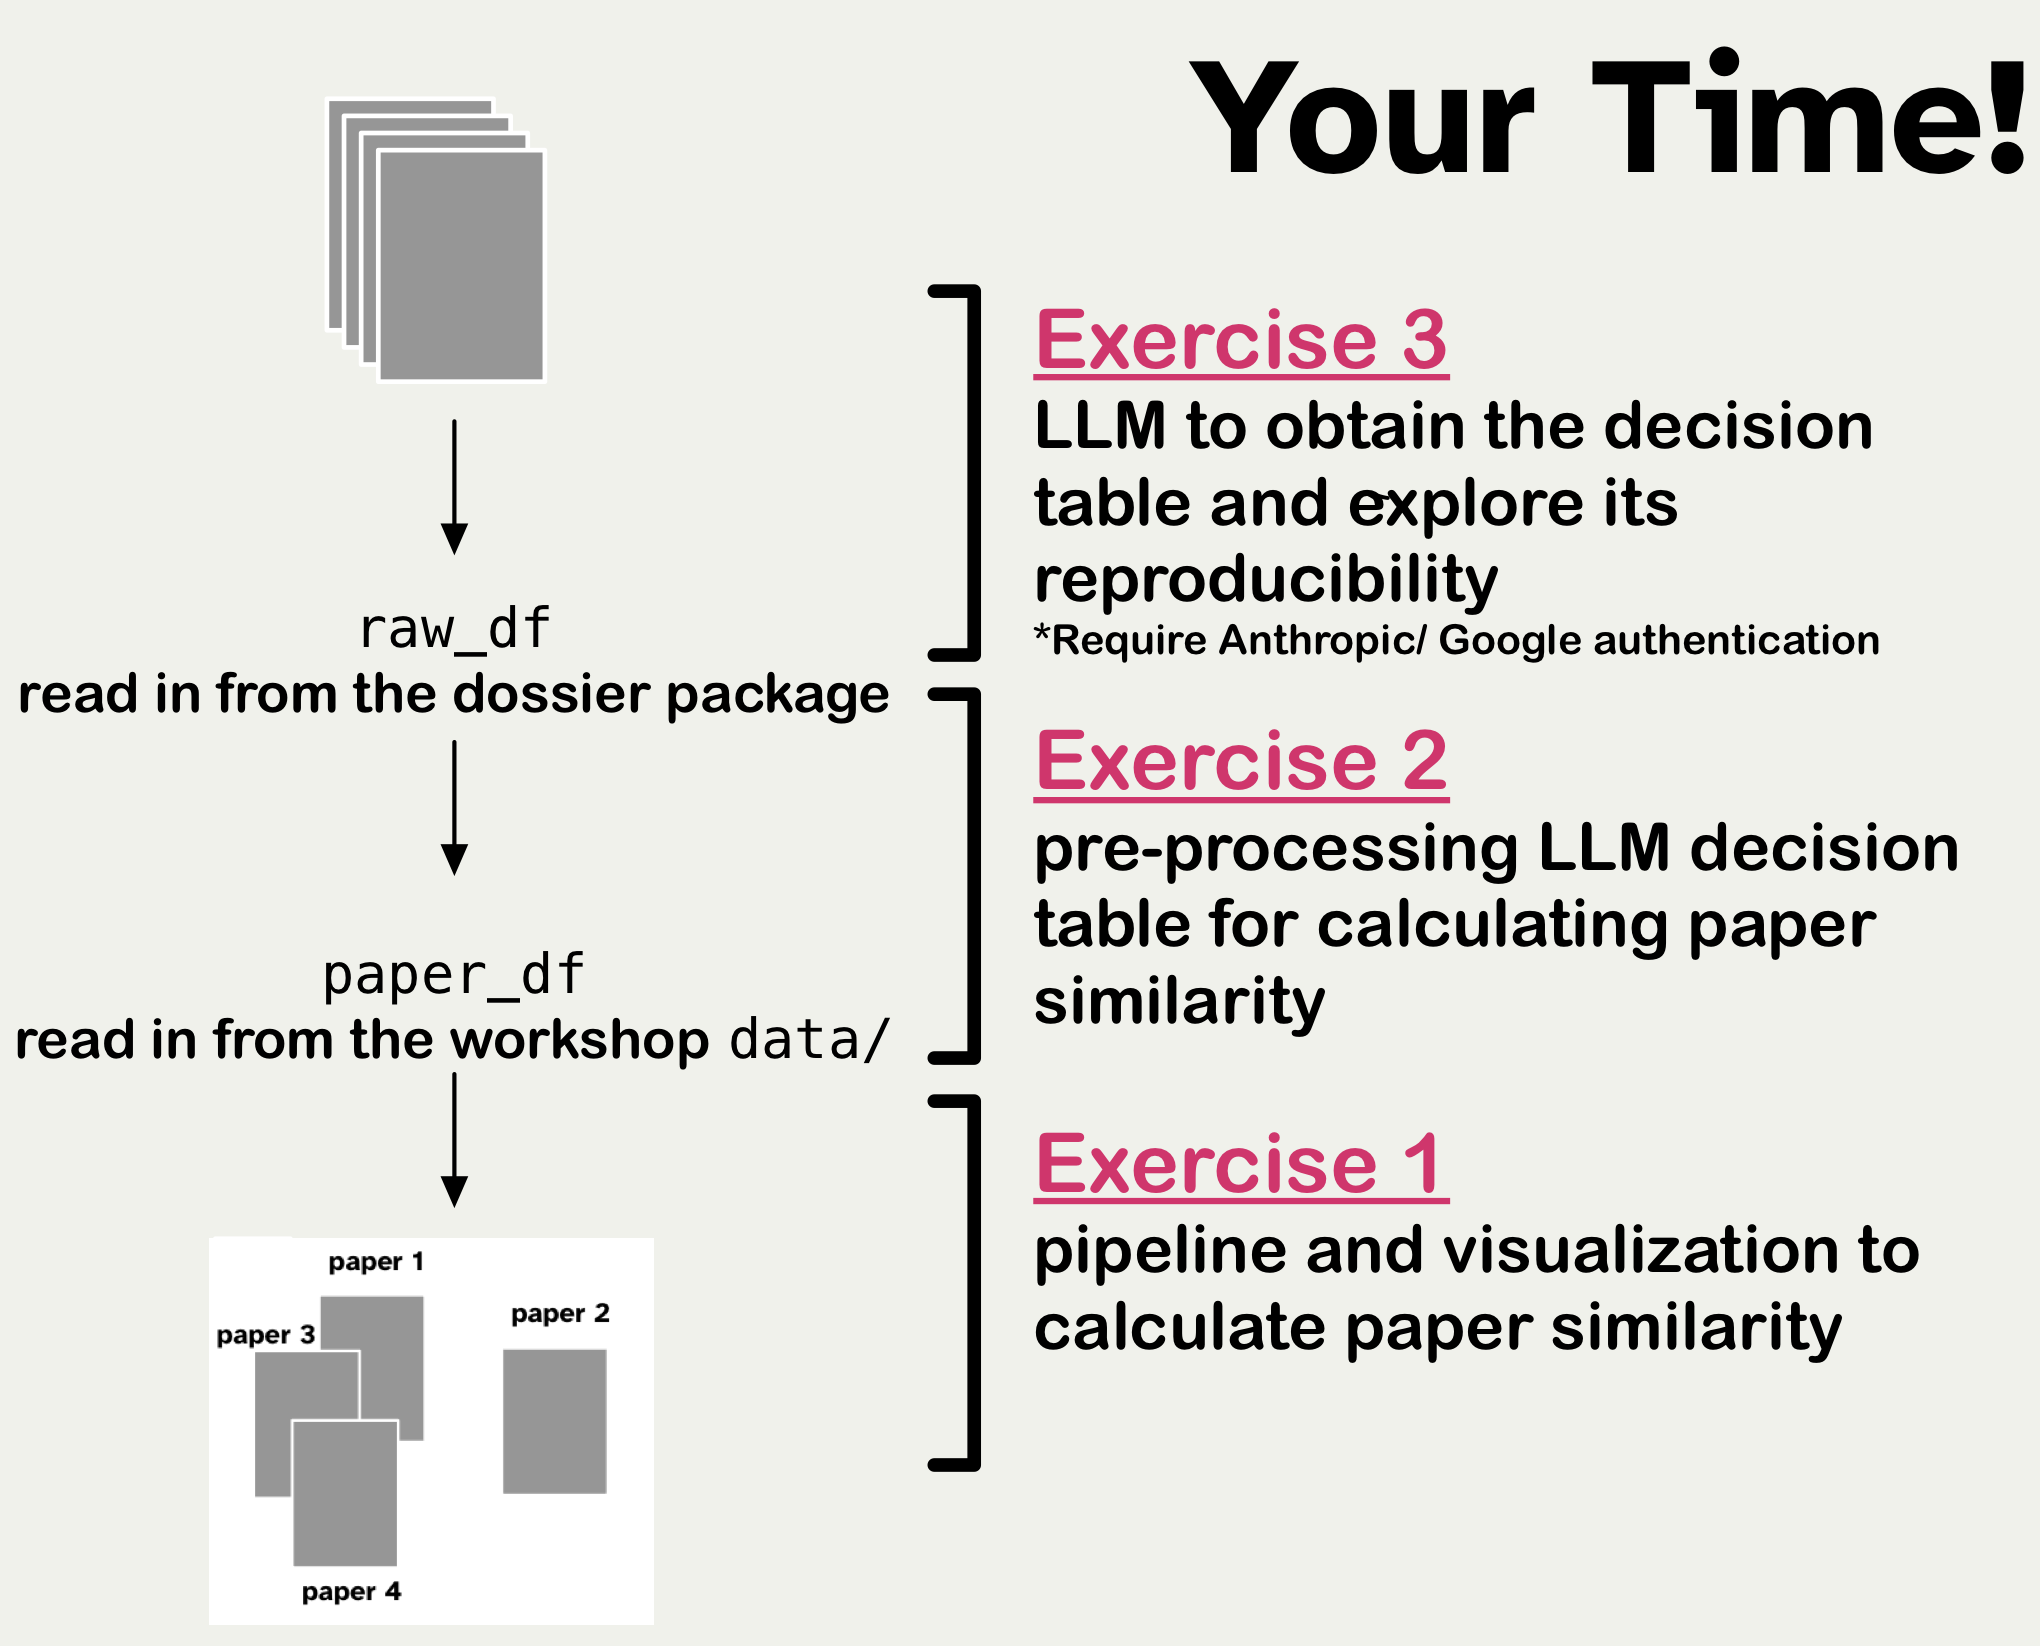 Your Time!
raw_df
read in from the dossier package
paper_df
read in from the workshop data/
paper 1
paper 2
paper 3
paper 4
Exercise 3
LLM to obtain the decision
table and explore its
reproducibility
*Require Anthropic/ Google authentication
Exercise 2
pre-processing LLM decision
table for calculating paper
similarity
Exercise 1
pipeline and visualization to
calculate paper similarity